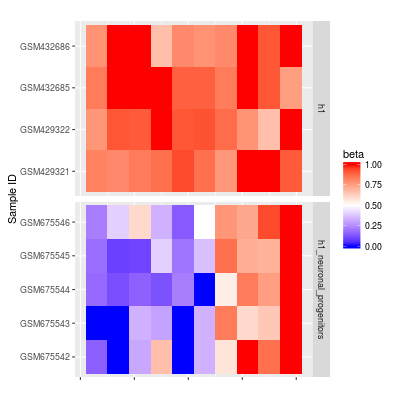 GSM432686
GSM432685
GSM429322
GSM429321
h1
GSM675546
GSM675545
GSM675544
GSM675543
GSM675542
h1_neuronal_progenitors
Sample ID
beta
1.00
0.75
0.50
0.25
0.00